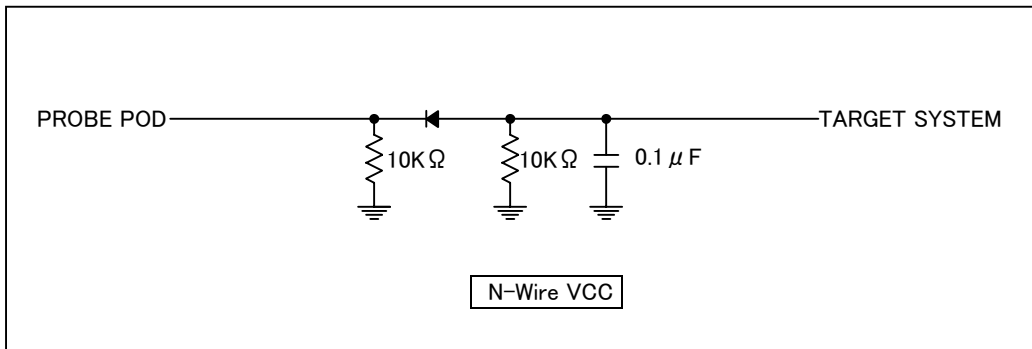 PROBE POD
TARGET SYSTEM
10KΩ
10KΩ
0.1μF
N-Wire VCC